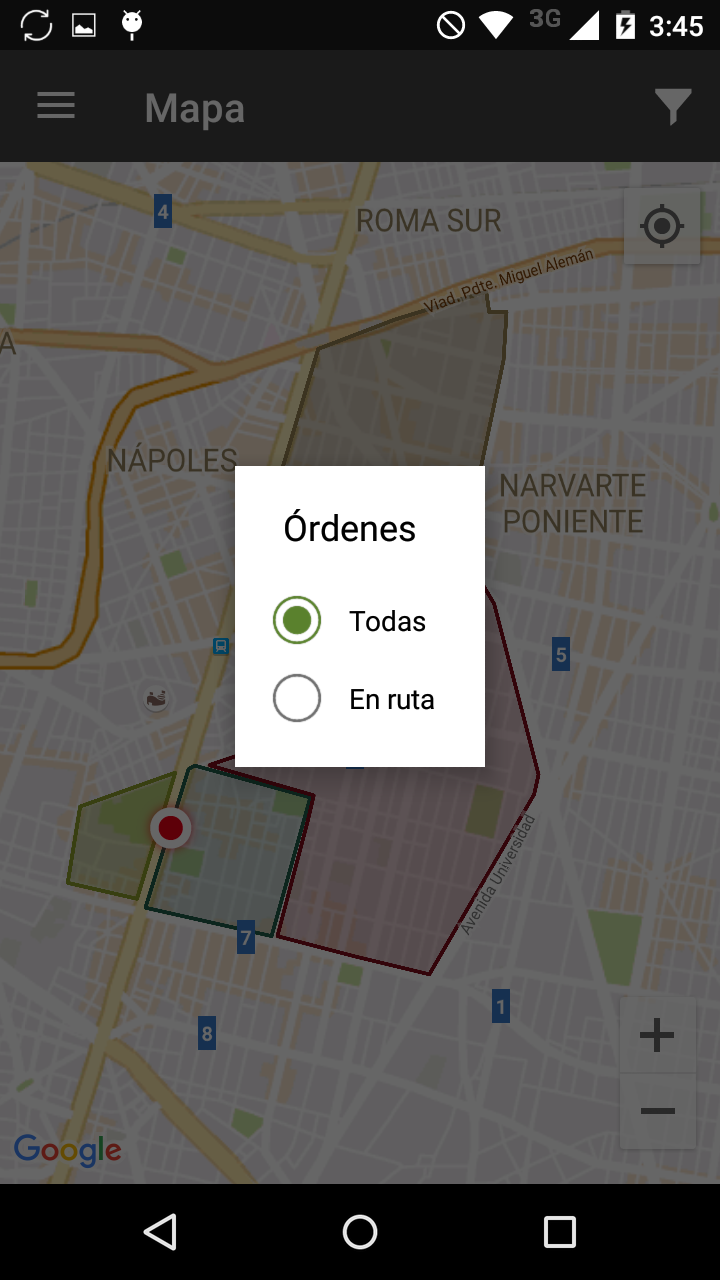 3G 3:45
Mapa
4
ROMA SUR
Viad. Pdte. Miguel Alemán
A
NÁPOLES
NARVARTE
PONIENTE
Órdenes
Todas
5
En ruta
Avenida Universidad
7
1
8
+
−
Google